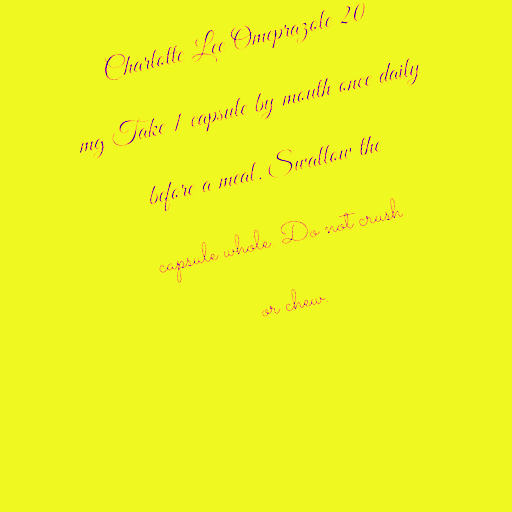 Charlotte Lee Omeprazole 20
mg Take 1 capsule by mouth once daily
before a meal. Swallow the
capsule whole. Do not crush
or chew.